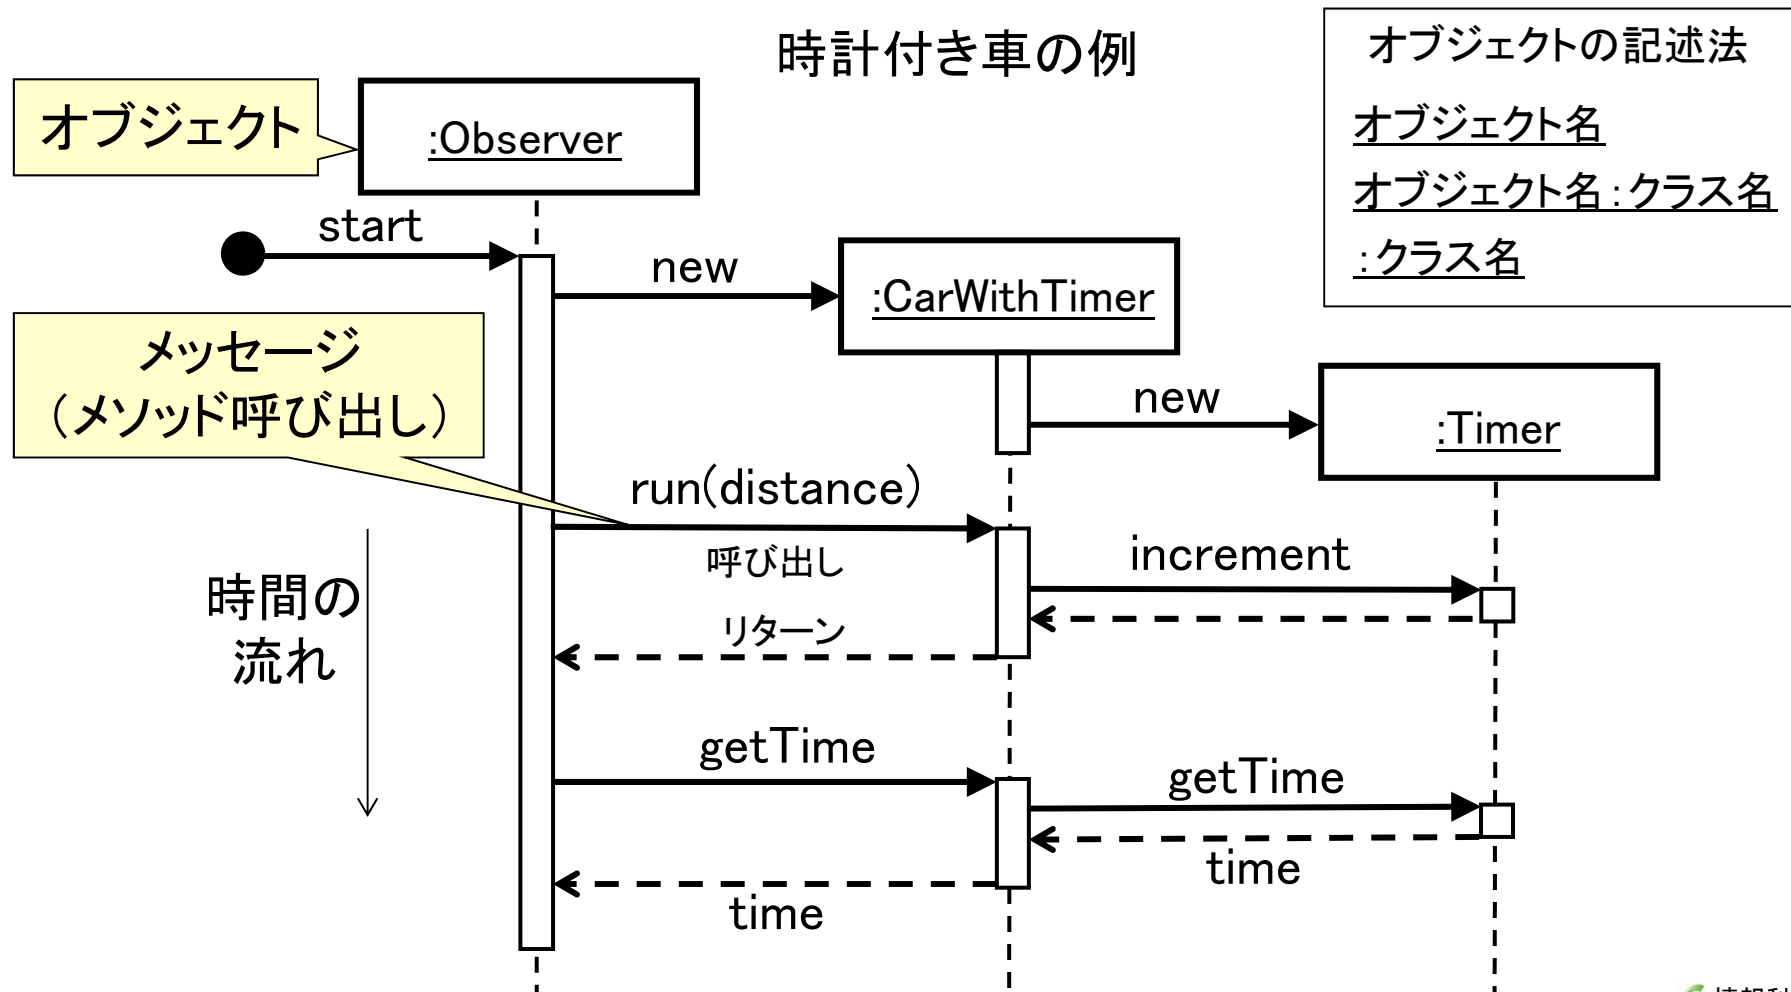 時計付き車の例
オブジェクトの記述法
オブジェクト名
オブジェクト名:クラス名
:クラス名
オブジェクト
:Observer
start
new
:CarWithTimer
メッセージ
(メソッド呼び出し)
new
:Timer
run(distance)
呼び出し
increment
リターン
時間の
流れ
getTime
getTime
time
time